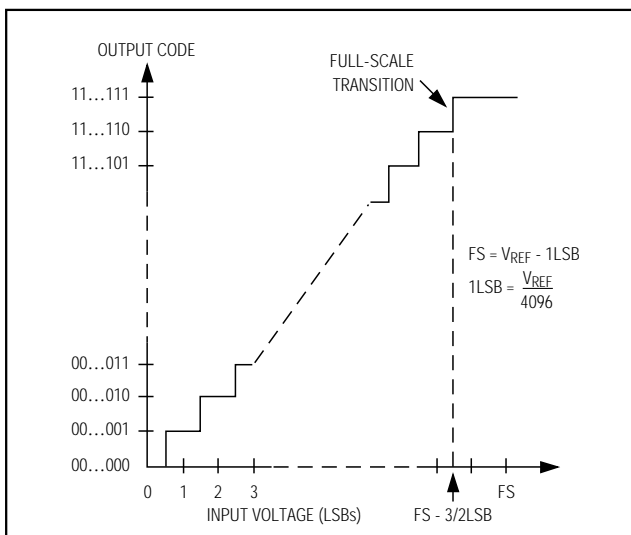 OUTPUT CODE
FULL-SCALE
TRANSITION
11...111
11...110
11...101
FS = VREF - 1LSB
1LSB = VREF
4096
00...011
00...010
00...001
00...000
0 1 2 3 FS
INPUT VOLTAGE (LSBs) FS - 3/2LSB